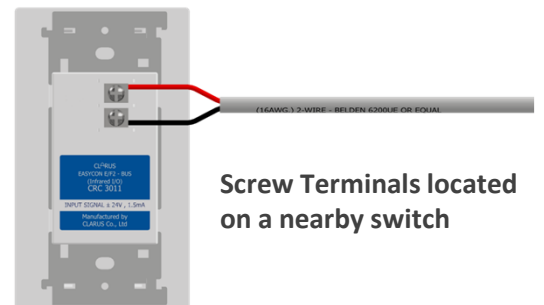 (16AWG ) 2-WIRE - BELDEN 6200UE OR EQUAL
CLARUS
EASYCON E/F2 - BUS
(Infrared I/O)
CRC 3011
INPUT SIGNAL ± 24V , 1.5mA
Manufactured by
CLARUS Co., Ltd
Screw Terminals located
on a nearby switch